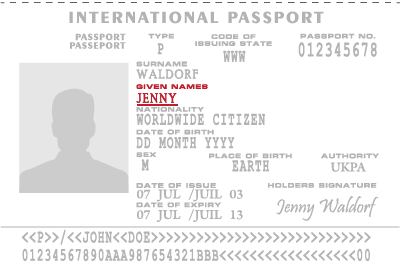 INTERNATIONAL PASSPORT
PASSPORT TYPE CODE OF ISSUING STATE PASSPORT NO.
PASSEPORT P WWW 012345678
SURNAME
WALDORF
GIVEN NAMES
JENNY
NATIONALITY
WORLDWIDE CITIZEN
DATE OF BIRTH
DD MONTH YYYY
SEX PLACE OF BIRTH AUTHORITY
M EARTH UKPA
DATE OF ISSUE HOLDERS SIGNATURE
07 JUL /JUIL 03
DATE OF EXPIRY Jenny Waldorf
07 JUL /JUIL 13
<<P>>/<<JOHN<<DOE>>>>>>>>>>>>>>>>>>>>>>>
01234567890AAA987654321BBB<<<<<<<<<<<<<<<<<<<00